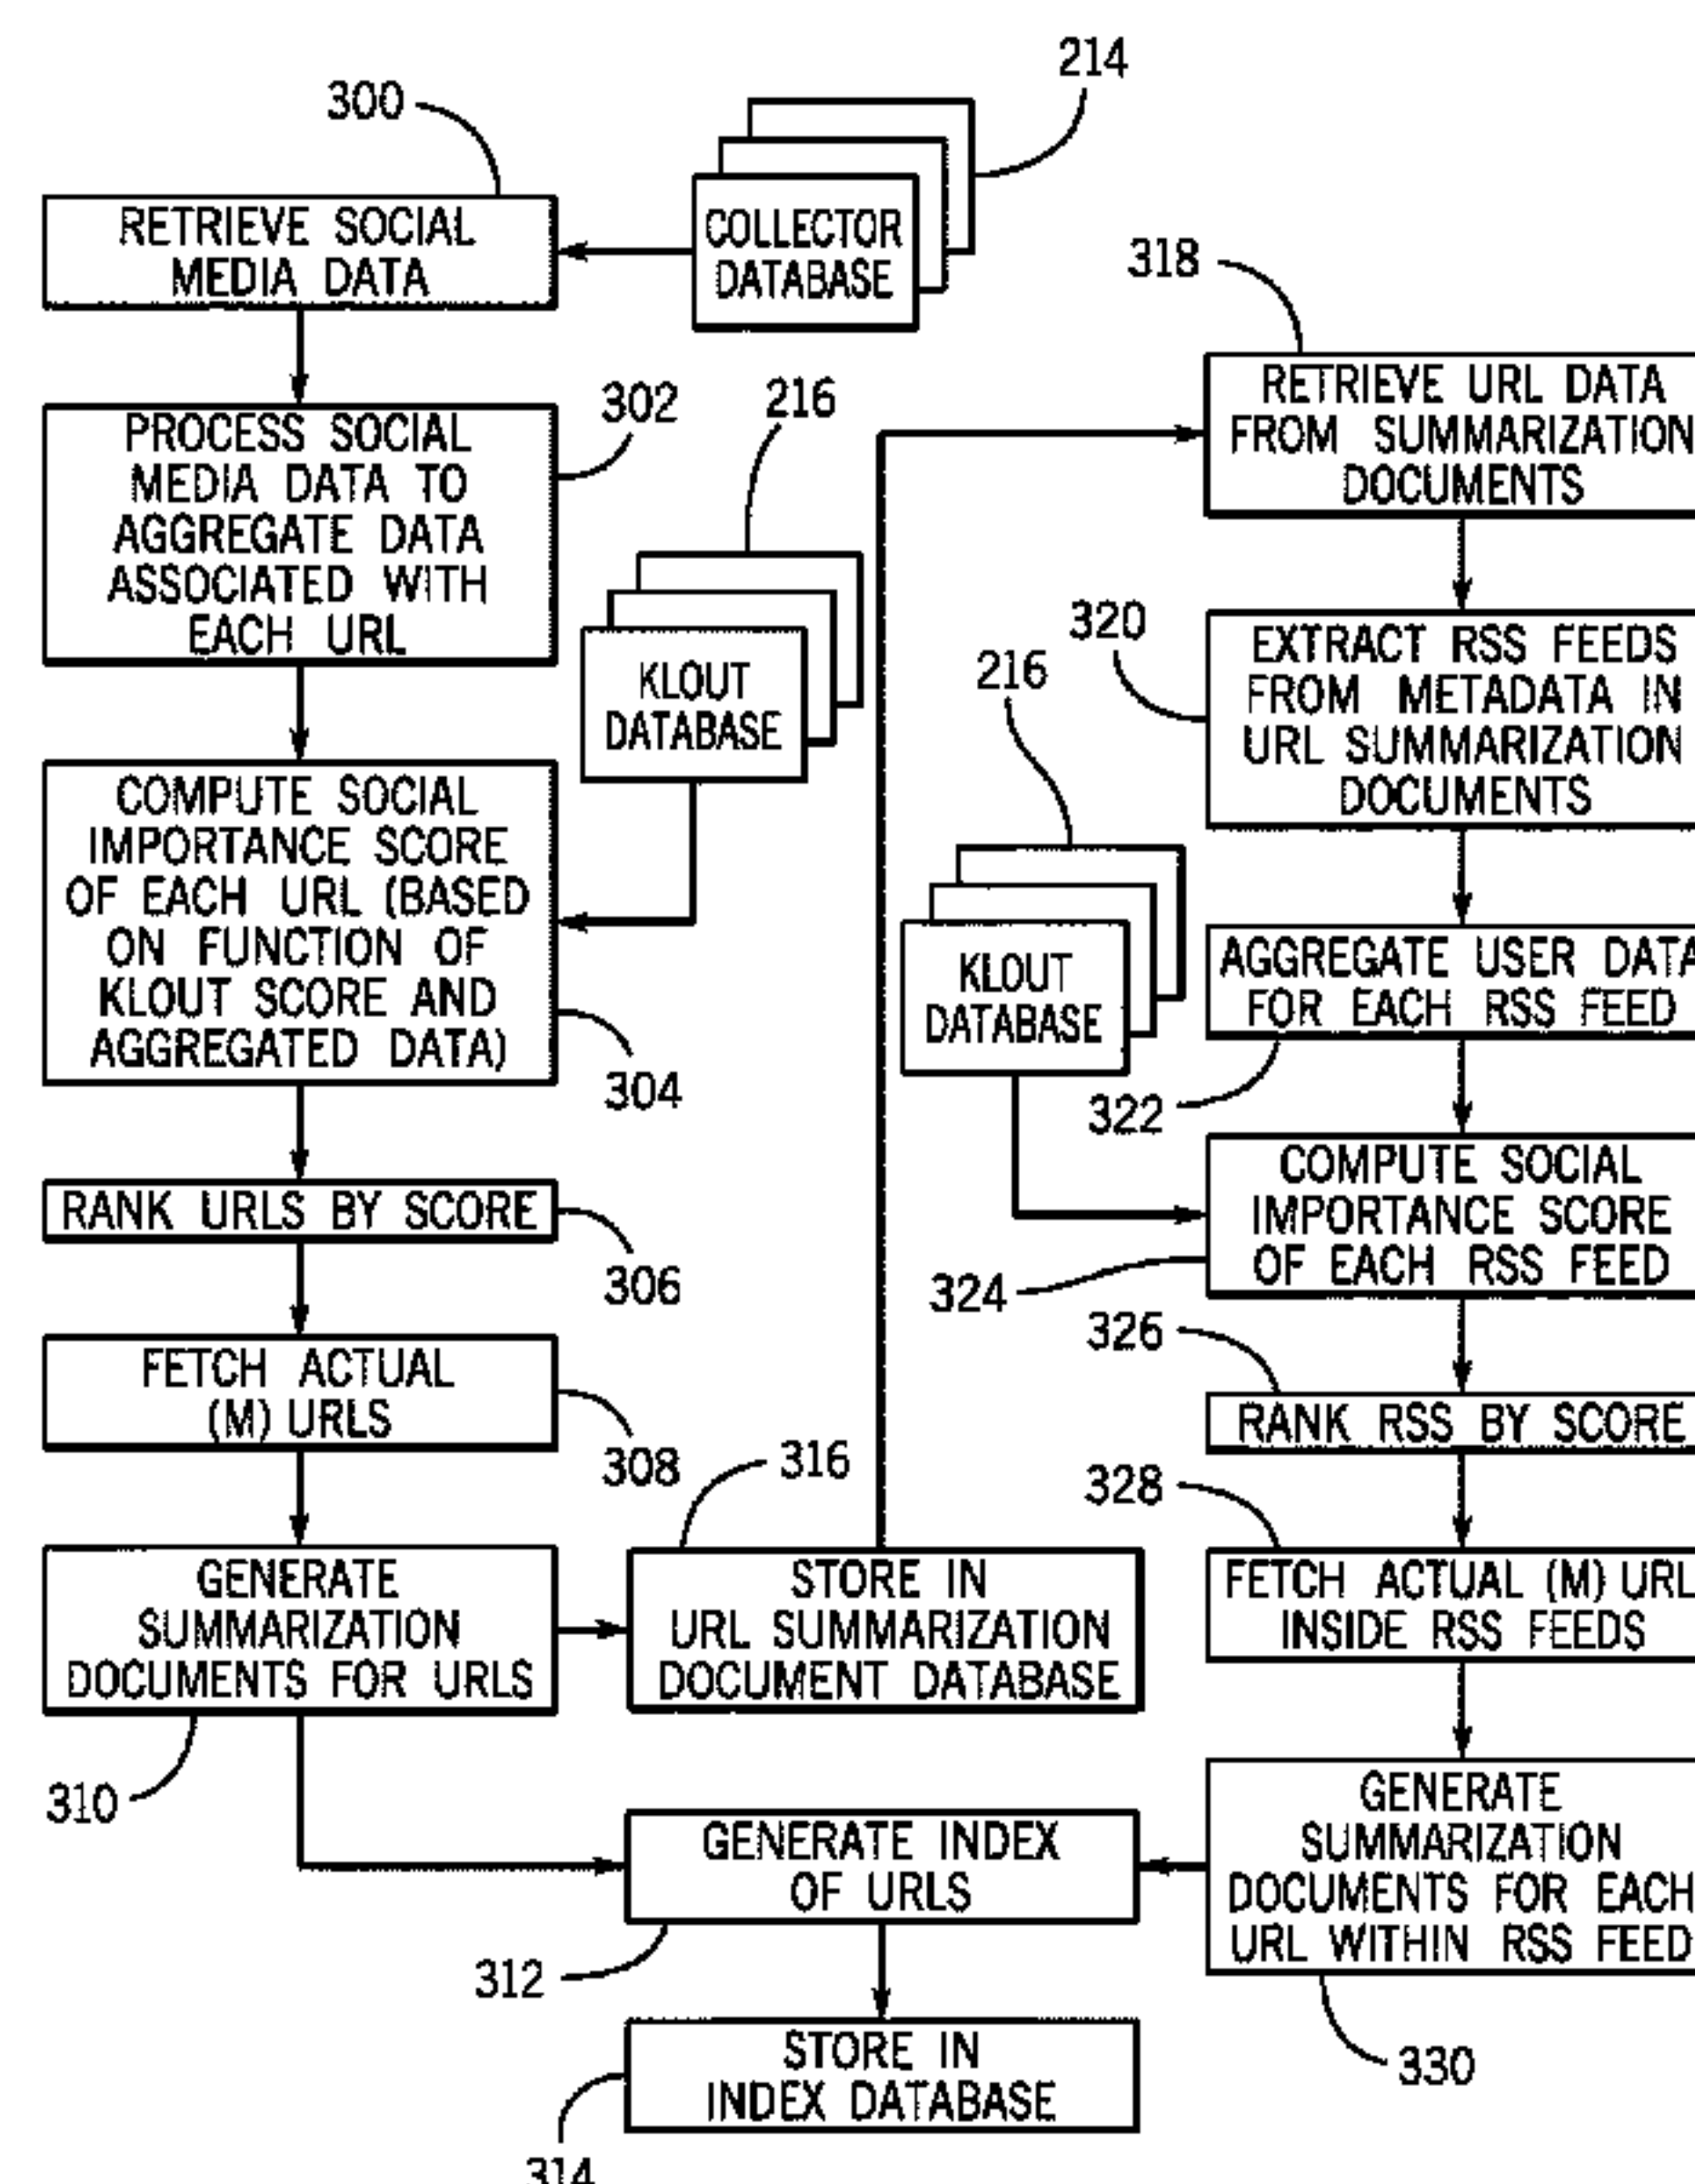 300
214
RETRIEVE SOCIAL
MEDIA DATA
COLLECTOR
DATABASE
302
PROCESS SOCIAL
MEDIA DATA TO
AGGREGATE DATA
ASSOCIATED WITH
EACH URL
216
KLOUT
DATABASE
COMPUTE SOCIAL
IMPORTANCE SCORE
OF EACH URL (BASED
ON FUNCTION OF
KLOUT SCORE AND
AGGREGATED DATA)
304
RANK URLS BY SCORE
306
FETCH ACTUAL
(M) URLS
308
GENERATE
SUMMARIZATION
DOCUMENTS FOR URLS
310
316
STORE IN
URL SUMMARIZATION
DOCUMENT DATABASE
318
RETRIEVE URL DATA
FROM SUMMARIZATION
DOCUMENTS
320
EXTRACT RSS FEEDS
FROM METADATA IN
URL SUMMARIZATION
DOCUMENTS
AGGREGATE USER DATA
FOR EACH RSS FEED
322
216
KLOUT
DATABASE
COMPUTE SOCIAL
IMPORTANCE SCORE
OF EACH RSS FEED
324
326
RANK RSS BY SCORE
328
FETCH ACTUAL (M) URL
INSIDE RSS FEEDS
GENERATE
SUMMARIZATION
DOCUMENTS FOR EACH
URL WITHIN RSS FEED
330
GENERATE INDEX
OF URLS
312
STORE IN
INDEX DATABASE
314